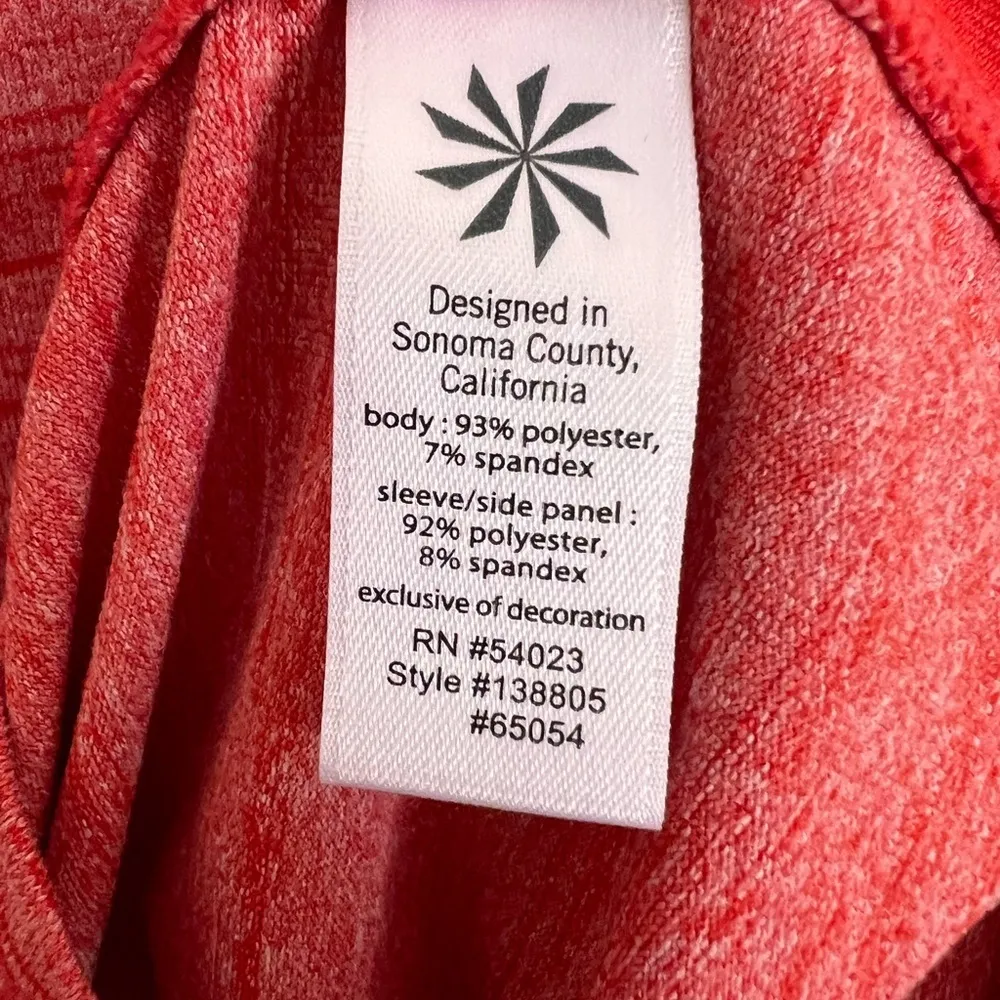 Designed in
Sonoma County,
California
body : 93% polyester,
7% spandex
sleeve/side panel :
92% polyester,
8% spandex
exclusive of decoration
RN #54023
Style #138805
#65054